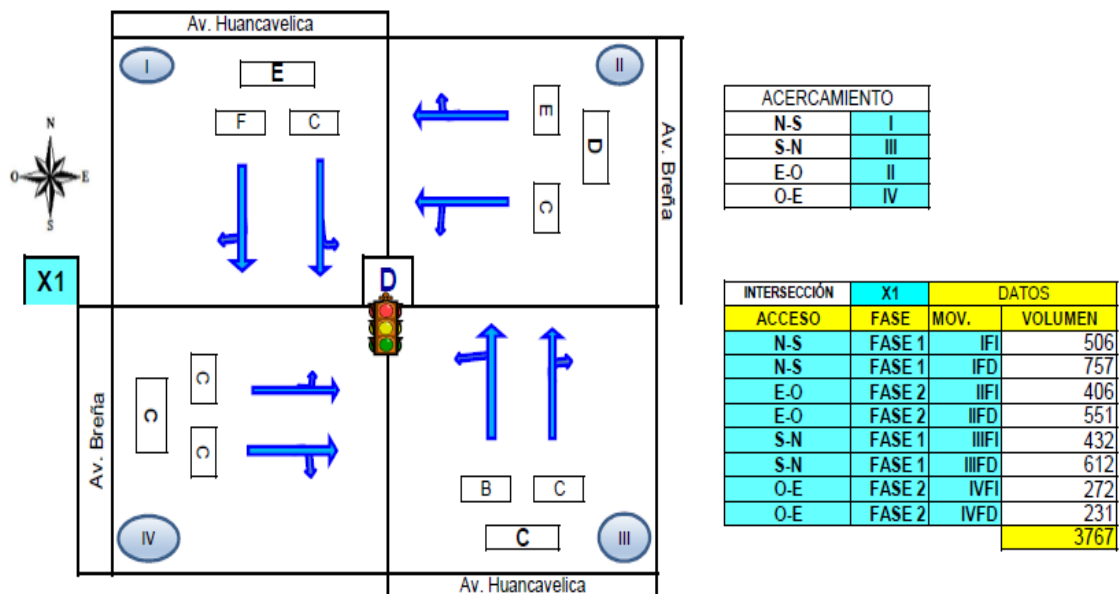 Av. Huancavelica
I
E
F C
II
E
D
C
Av. Breña
N
O E
S
X1
D
Av. Breña
C
C
C
IV
B C
C
III
Av. Huancavelica
ACERCAMIENTO
N-S I
S-N III
E-O II
O-E IV
INTERSECCIÓN X1 DATOS
ACCESO FASE MOV. VOLUMEN
N-S FASE 1 IFI 506
N-S FASE 1 IFD 757
E-O FASE 2 IIFI 406
E-O FASE 2 IIFD 551
S-N FASE 1 IIIFI 432
S-N FASE 1 IIIFD 612
O-E FASE 2 IVFI 272
O-E FASE 2 IVFD 231
3767